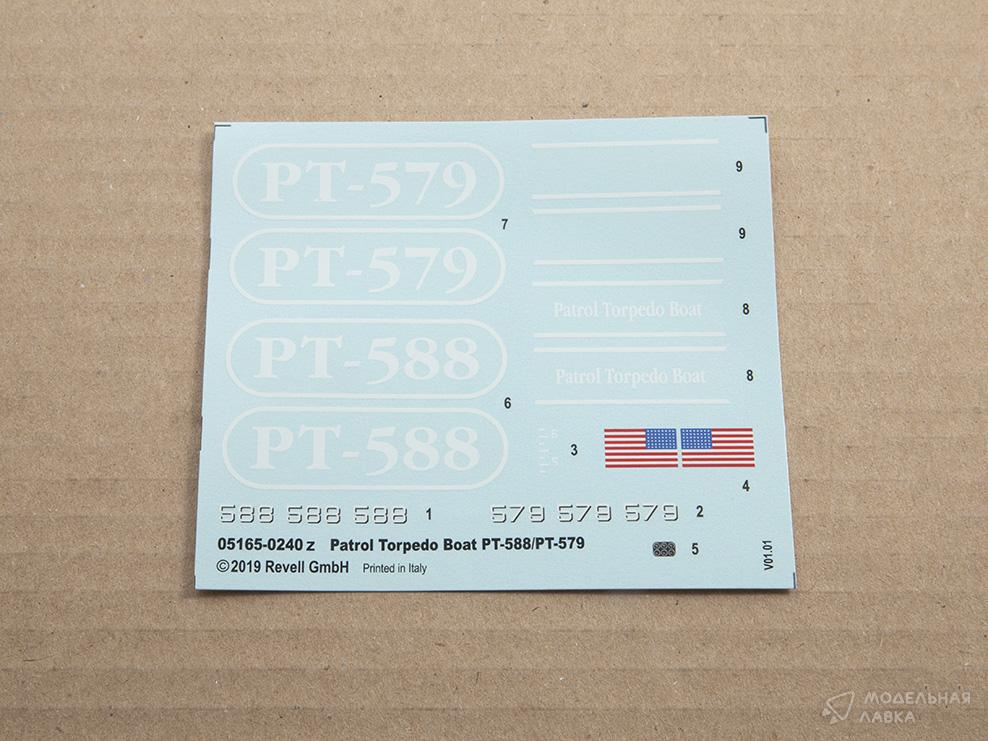 PT-579
9
7
PT-579
9
Patrol Torpedo Boat
8
PT-588
Patrol Torpedo Boat
8
6
PT-588
3
4
588 588 588 1
579 579 579 2
05165-0240 z Patrol Torpedo Boat PT-588/PT-579
5
©2019 Revell GmbH Printed in Italy
V01.01
МОДЕЛЬНАЯ
ЛАВКА